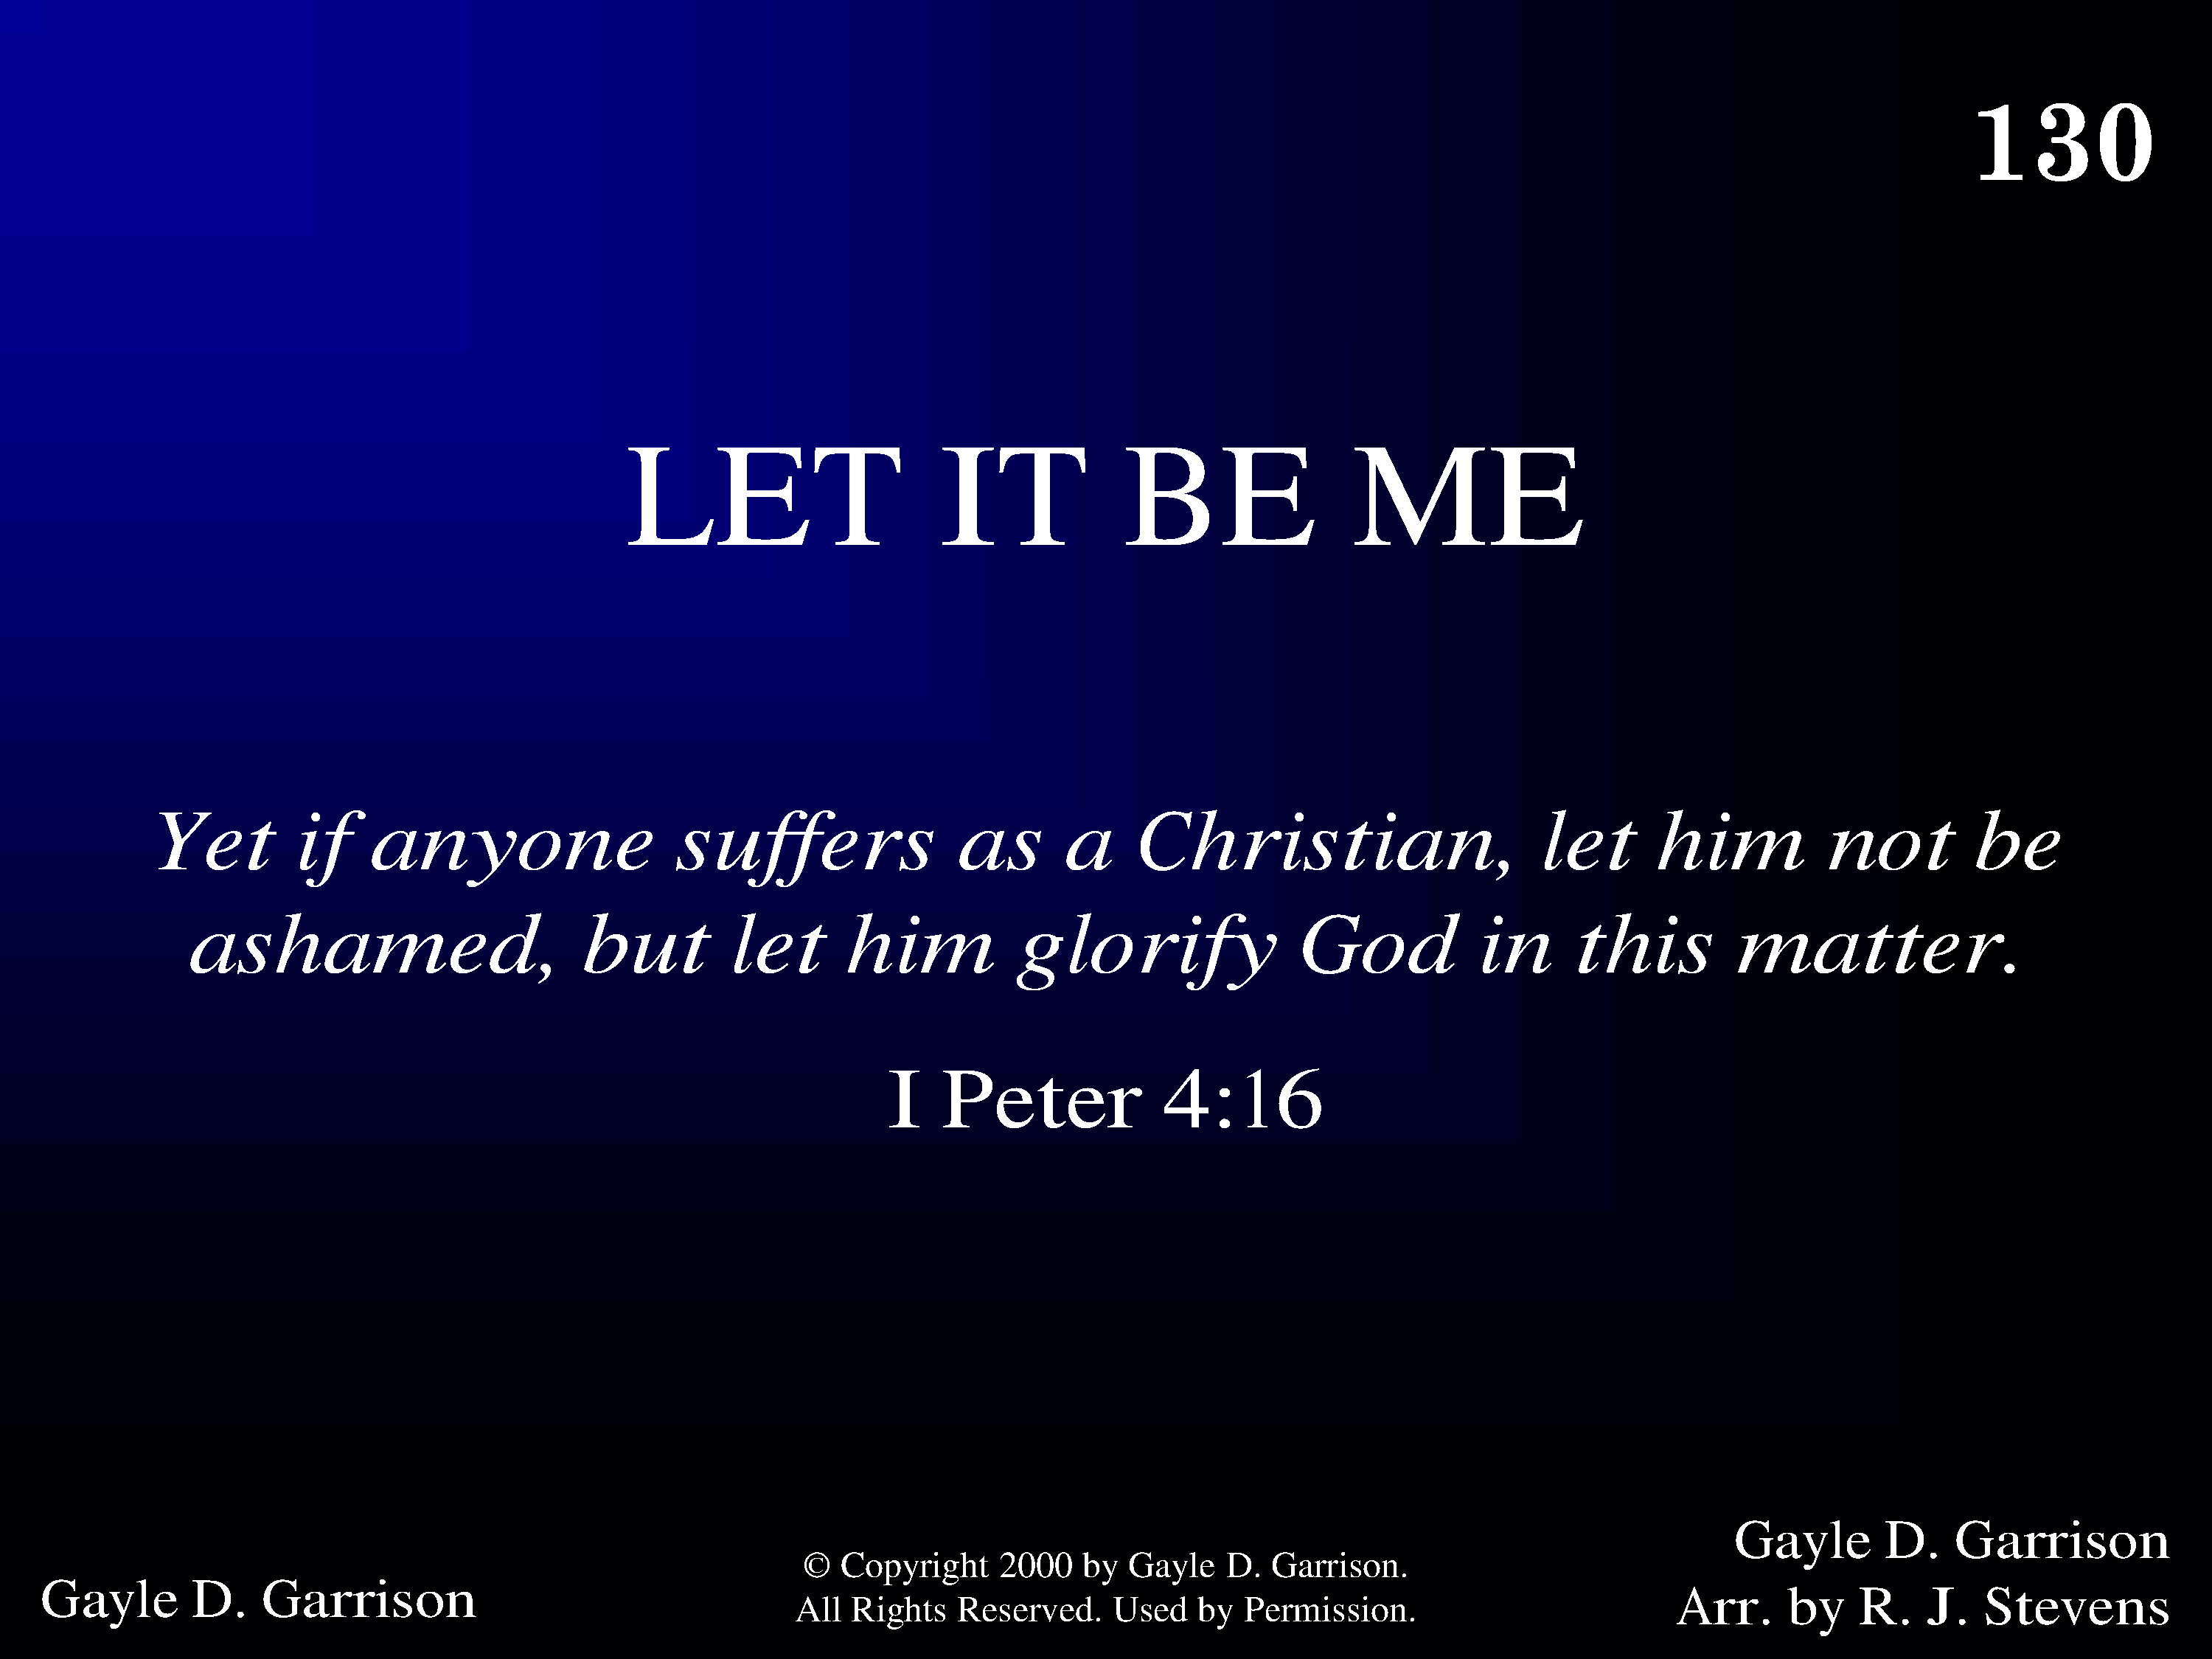 130
LET IT BE ME
Yet if anyone suffers as a Christian, let him not be
ashamed, but let him glorify God in this matter.
I Peter 4:16
Gayle D. Garrison
© Copyright 2000 by Gayle D. Garrison.
All Rights Reserved. Used by Permission.
Gayle D. Garrison
Arr. by R. J. Stevens